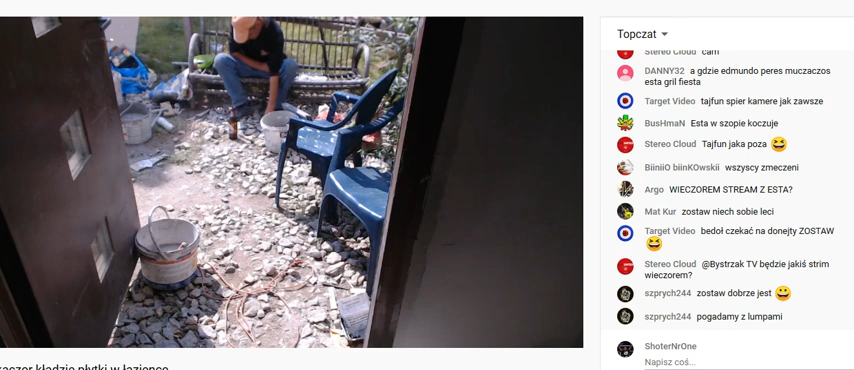 Topczat
Stereo Cloud cam
DANNY32 a gdzie edmundo peres muczaczos
esta gril fiesta
Target Video tajfun spier kamere jak zawsze
BusHmaN Esta w szopie koczuje
Stereo Cloud Tajfun jaka poza 😆
BiiniiO biinKOwskii wszyscy zmeczeni
Argo WIECZOREM STREAM Z ESTA?
Mat Kur zostaw niech sobie leci
Target Video bedoł czekać na donejty ZOSTAW
😆
Stereo Cloud @Bystrzak TV będzie jakiś strim
wieczorem?
szprych244 zostaw dobrze jest 😀
szprych244 pogadamy z lumpami
ShoterNrOne
Napisz coś...
kładzie płytki w łazience